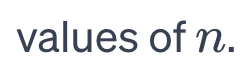 values of n.